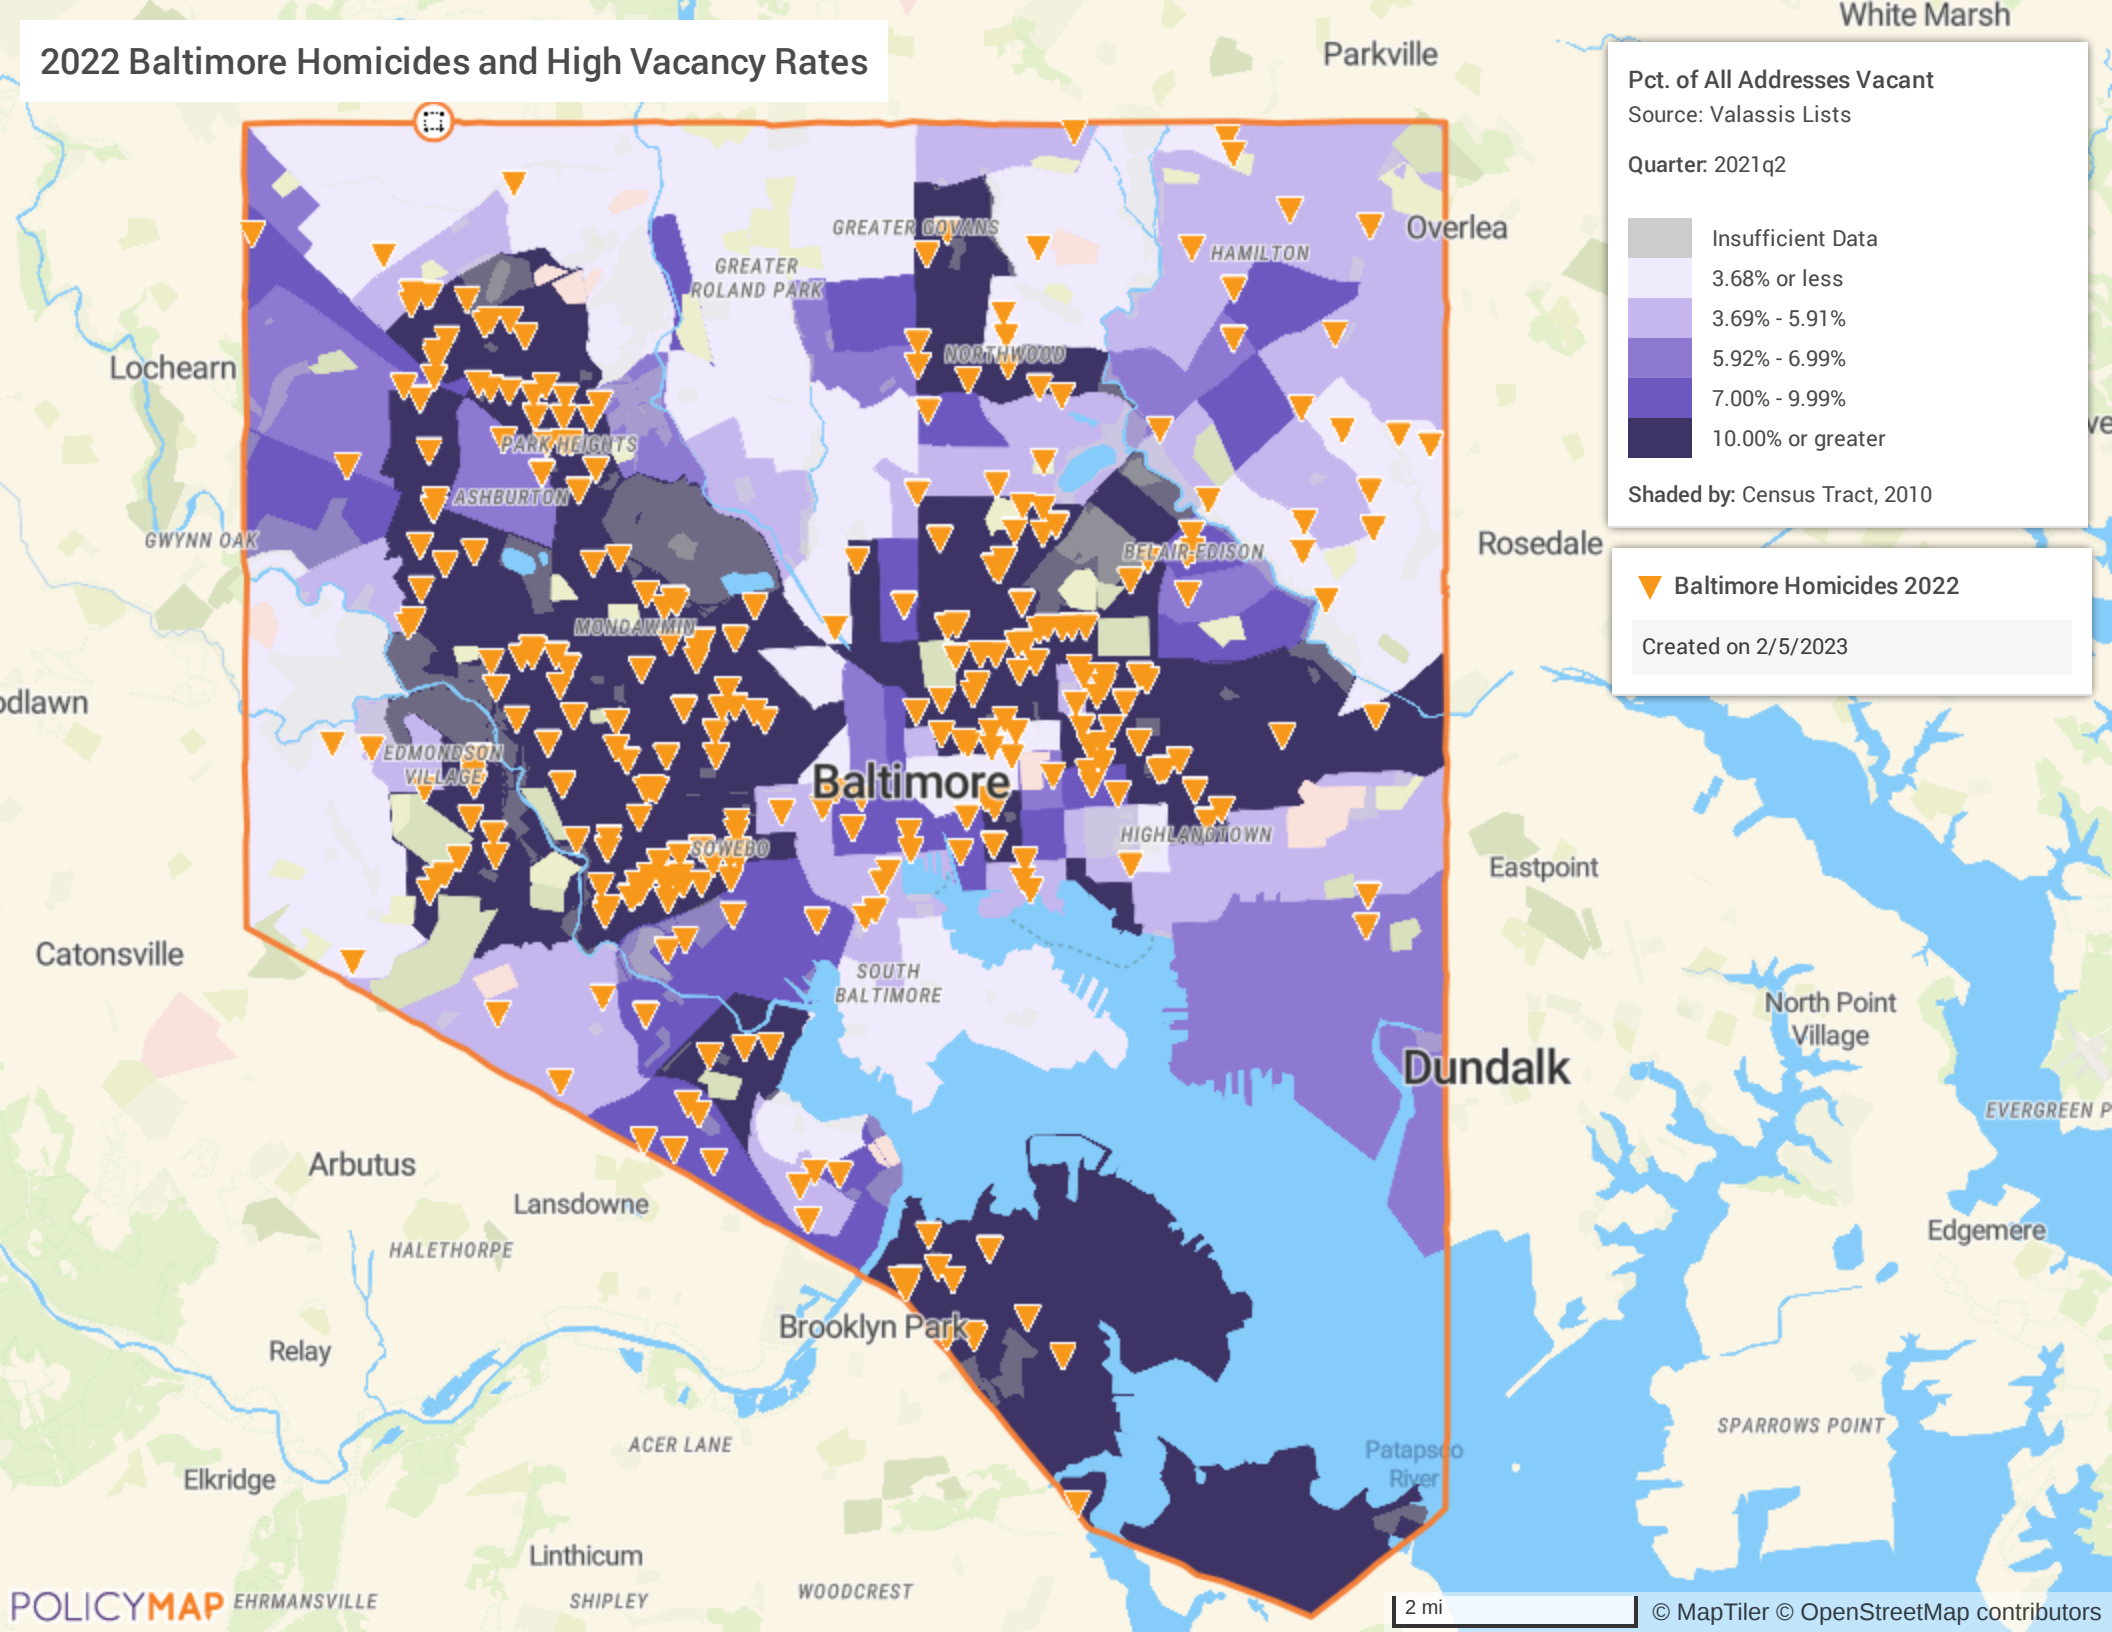 2022 Baltimore Homicides and High Vacancy Rates
White Marsh
Parkville
Pct. of All Addresses Vacant
Source: Valassis Lists
Quarter: 2021q2
Insufficient Data
3.68% or less
3.69% - 5.91%
5.92% - 6.99%
7.00% - 9.99%
10.00% or greater
Shaded by: Census Tract, 2010
Baltimore Homicides 2022
Created on 2/5/2023
GREATER GOVANS
Overlea
HAMILTON
GREATER
ROLAND PARK
Lochearn
NORTHWOOD
PARK HEIGHTS
ASHBURTON
GWYNN OAK
BELAIR-EDISON
Rosedale
MONDAWMIN
odlawn
EDMONDSON
VILLAGE
Baltimore
HIGHLANDTOWN
SOWEBO
Eastpoint
Catonsville
SOUTH
BALTIMORE
North Point
Village
Dundalk
EVERGREEN P
Arbutus
Lansdowne
Edgemere
HALETHORPE
Brooklyn Park
Relay
SPARROWS POINT
ACER LANE
Patapsco
River
Elkridge
Linthicum
WOODCREST
SHIPLEY
EHRMANSVILLE
POLICYMAP
2 mi
© MapTiler © OpenStreetMap contributors